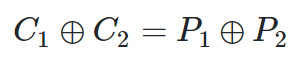 C₁ ⊕ C₂ = P₁ ⊕ P₂